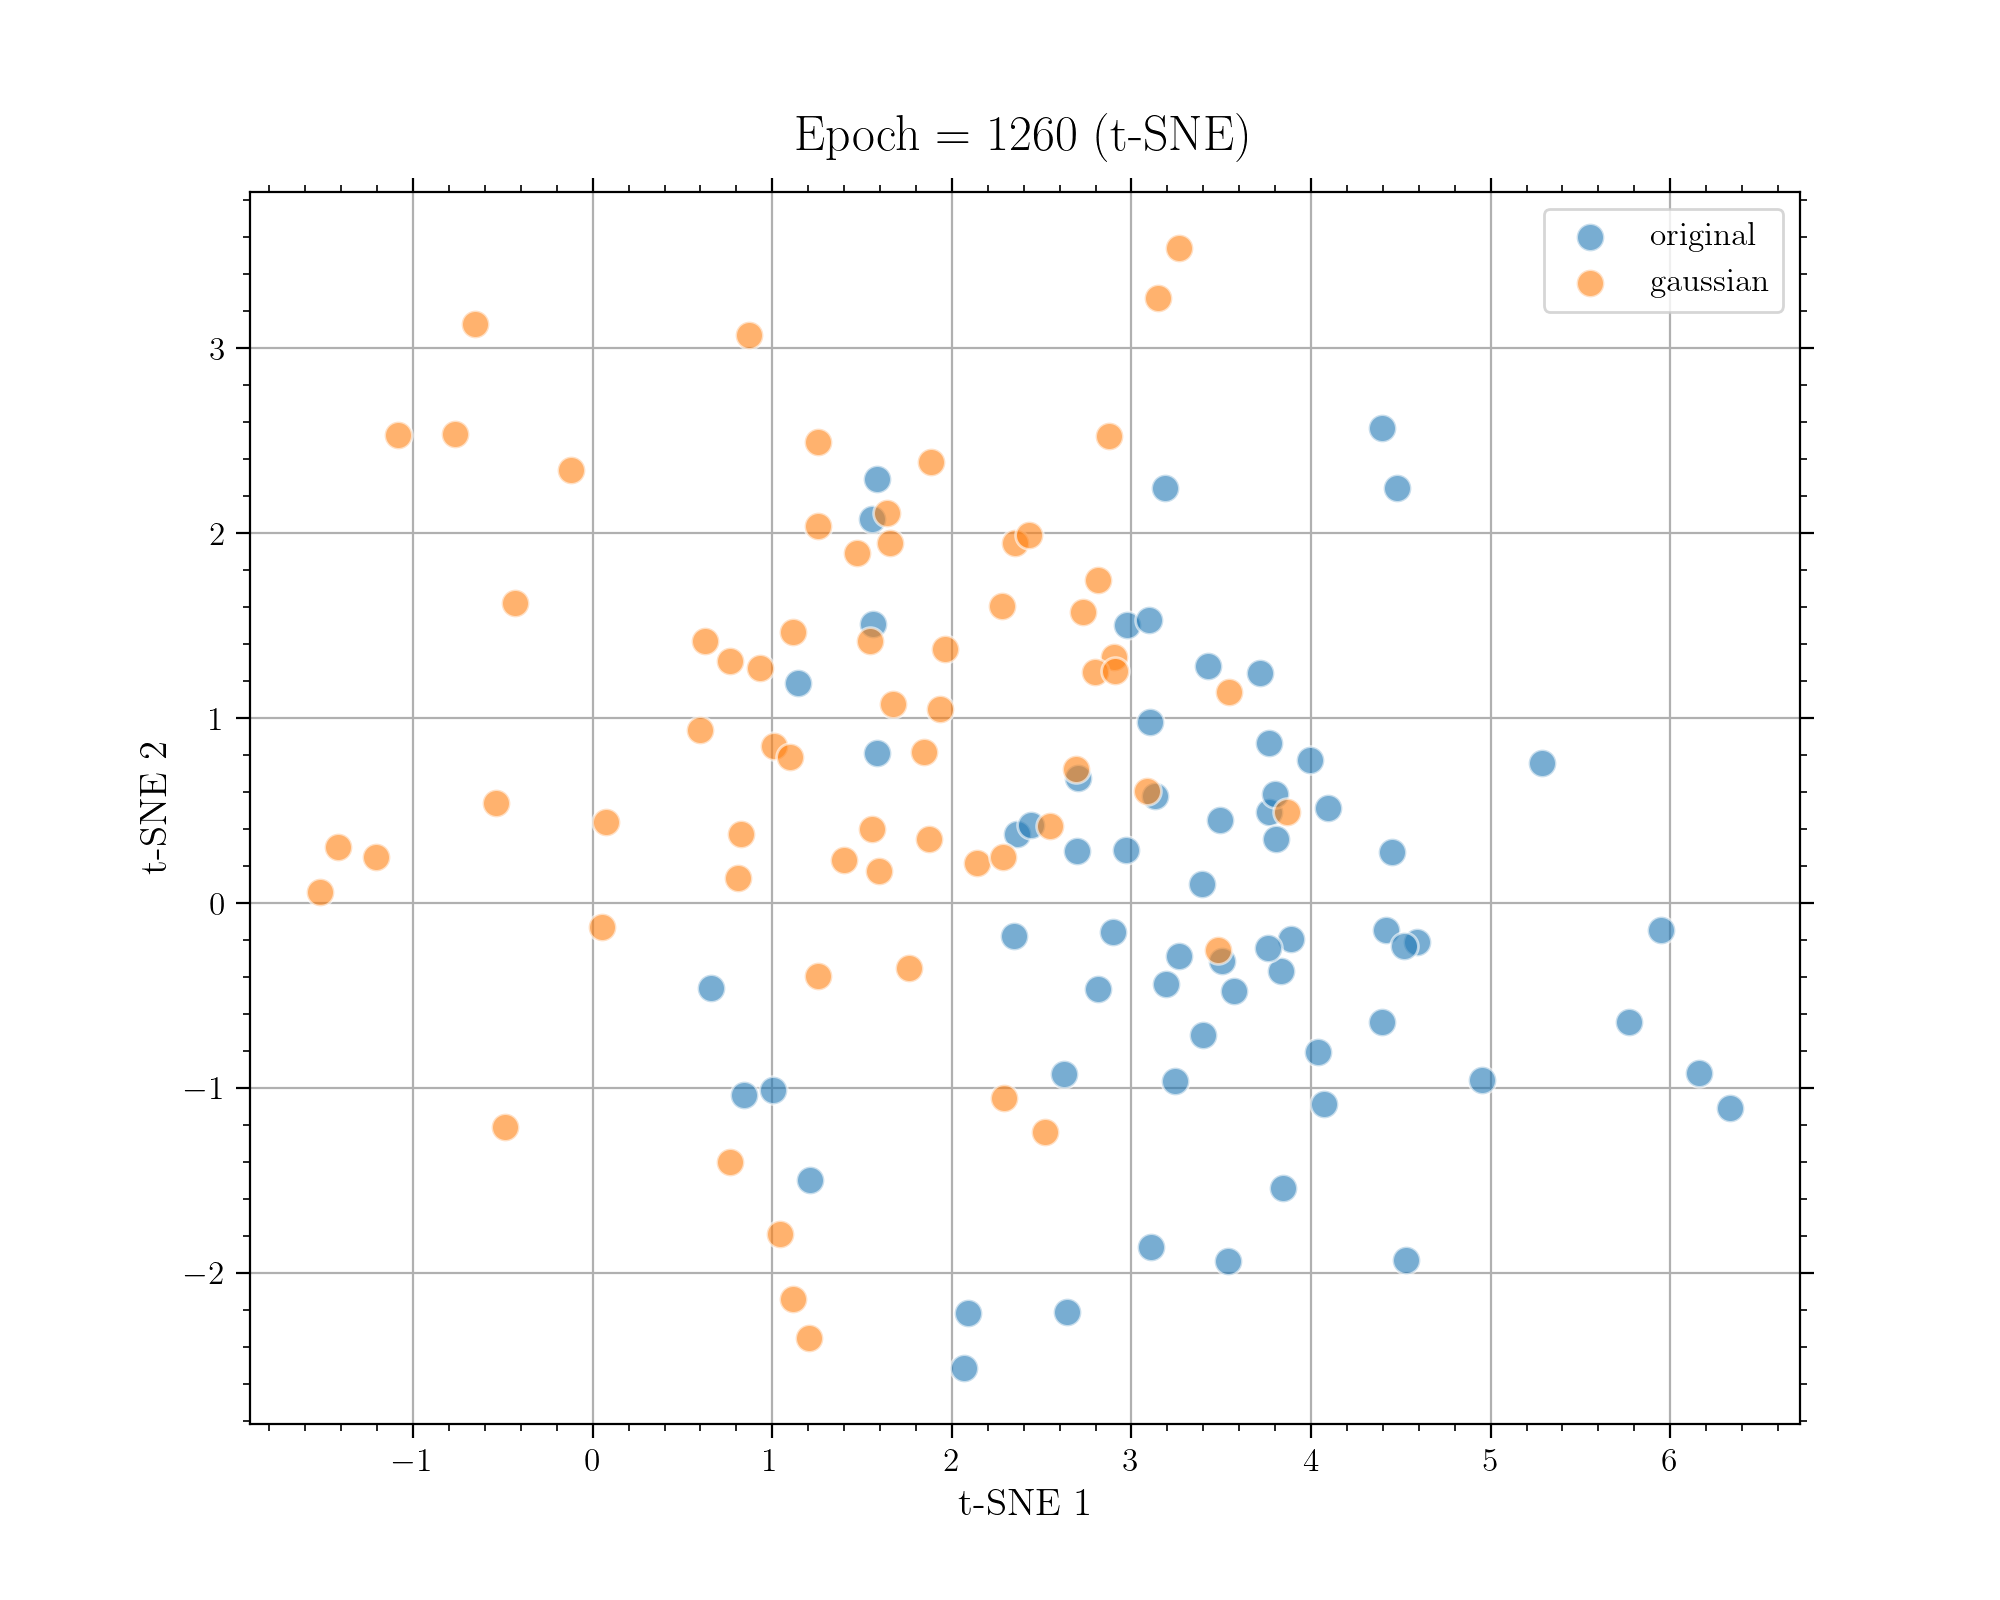 Epoch = 1260 (t-SNE)
original
gaussian
3
2
1
0
−1
−2
t-SNE 2
−1 0 1 2 3 4 5 6
t-SNE 1